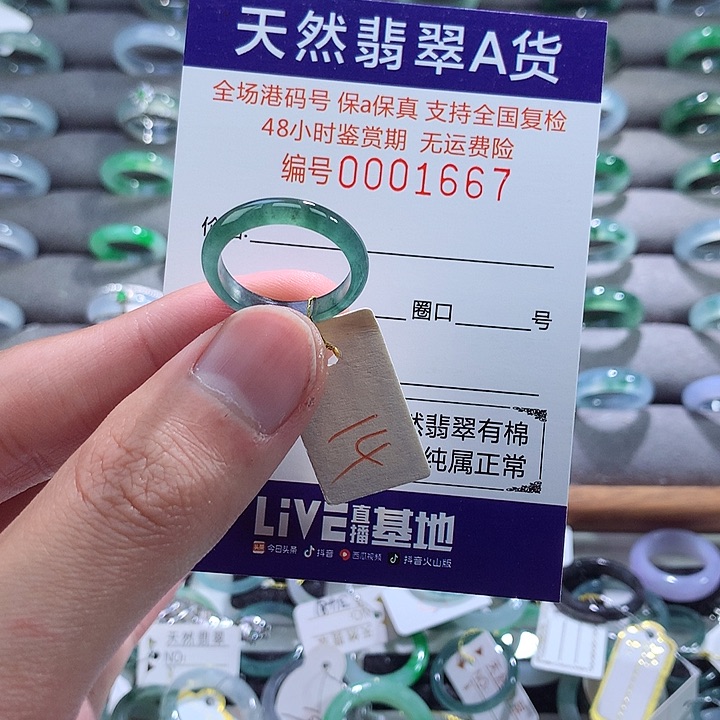 天然翡翠A货
全场港码号 保a保真 支持全国复检
48小时鉴赏期 无运费险
编号0001667
圈口 号
14
然翡翠有棉
纯属正常
LiVE直播基地
头条 今日头条 抖音 西瓜视频 抖音火山版
天然翡翠
NO: